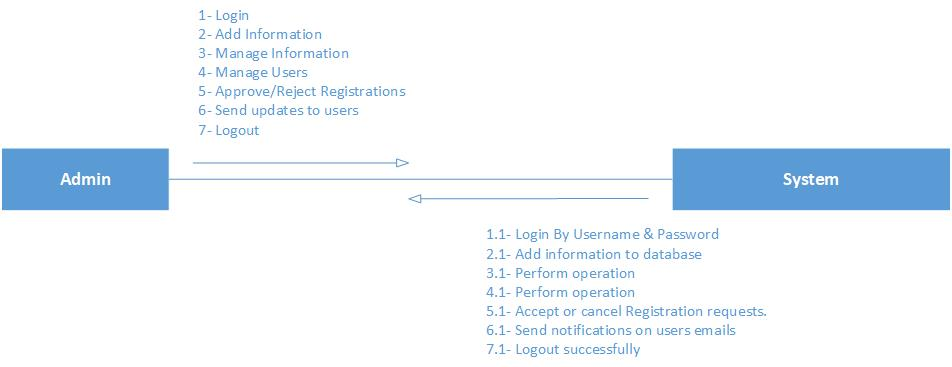 1- Login
2- Add Information
3- Manage Information
4- Manage Users
5- Approve/Reject Registrations
6- Send updates to users
7- Logout
Admin
System
1.1- Login By Username & Password
2.1- Add information to database
3.1- Perform operation
4.1- Perform operation
5.1- Accept or cancel Registration requests.
6.1- Send notifications on users emails
7.1- Logout successfully